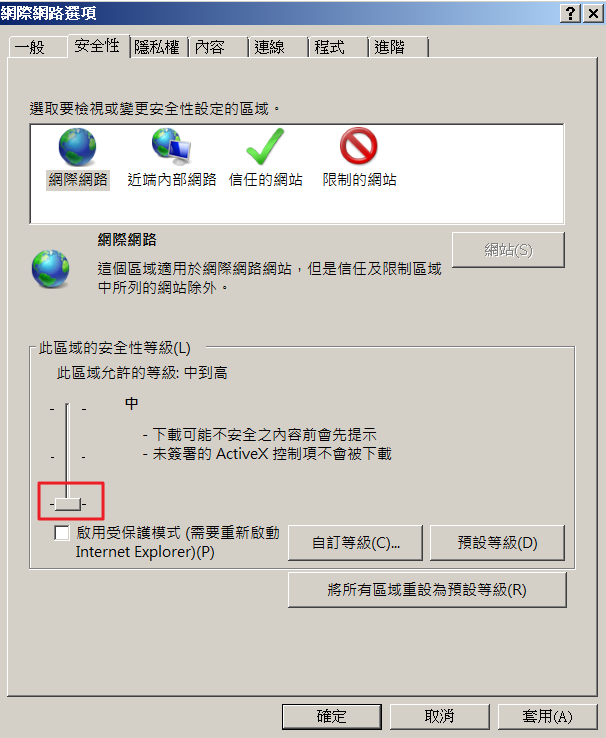 網際網路選項
一般 安全性 隱私權 內容 連線 程式 進階
選取要檢視或變更安全性設定的區域。
網際網路 近端內部網路 信任的網站 限制的網站
網際網路
網站(S)
這個區域適用於網際網路網站，但是信任及限制區域
中所列的網站除外。
此區域的安全性等級(L)
此區域允許的等級: 中到高
中
- 下載可能不安全之內容前會先提示
- 未簽署的 ActiveX 控制項不會被下載
啟用受保護模式 (需要重新啟動
Internet Explorer)(P)
自訂等級(C)... 預設等級(D)
將所有區域重設為預設等級(R)
確定 取消 套用(A)